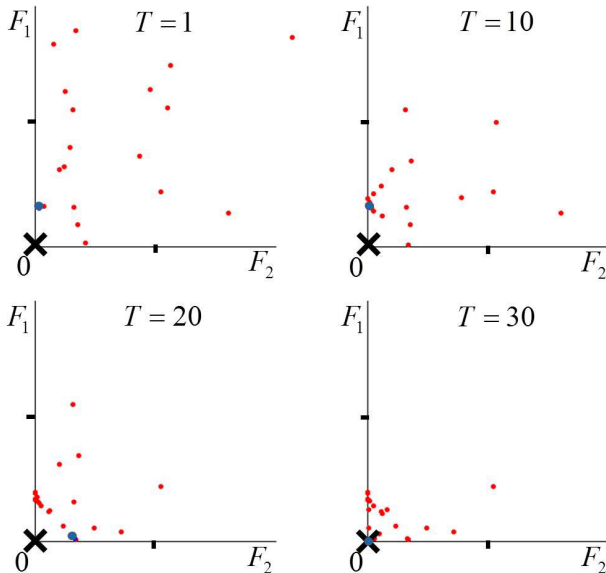 F₁ T = 1
0 F₂
F₁ T = 10
0 F₂
F₁ T = 20
0 F₂
F₁ T = 30
0 F₂